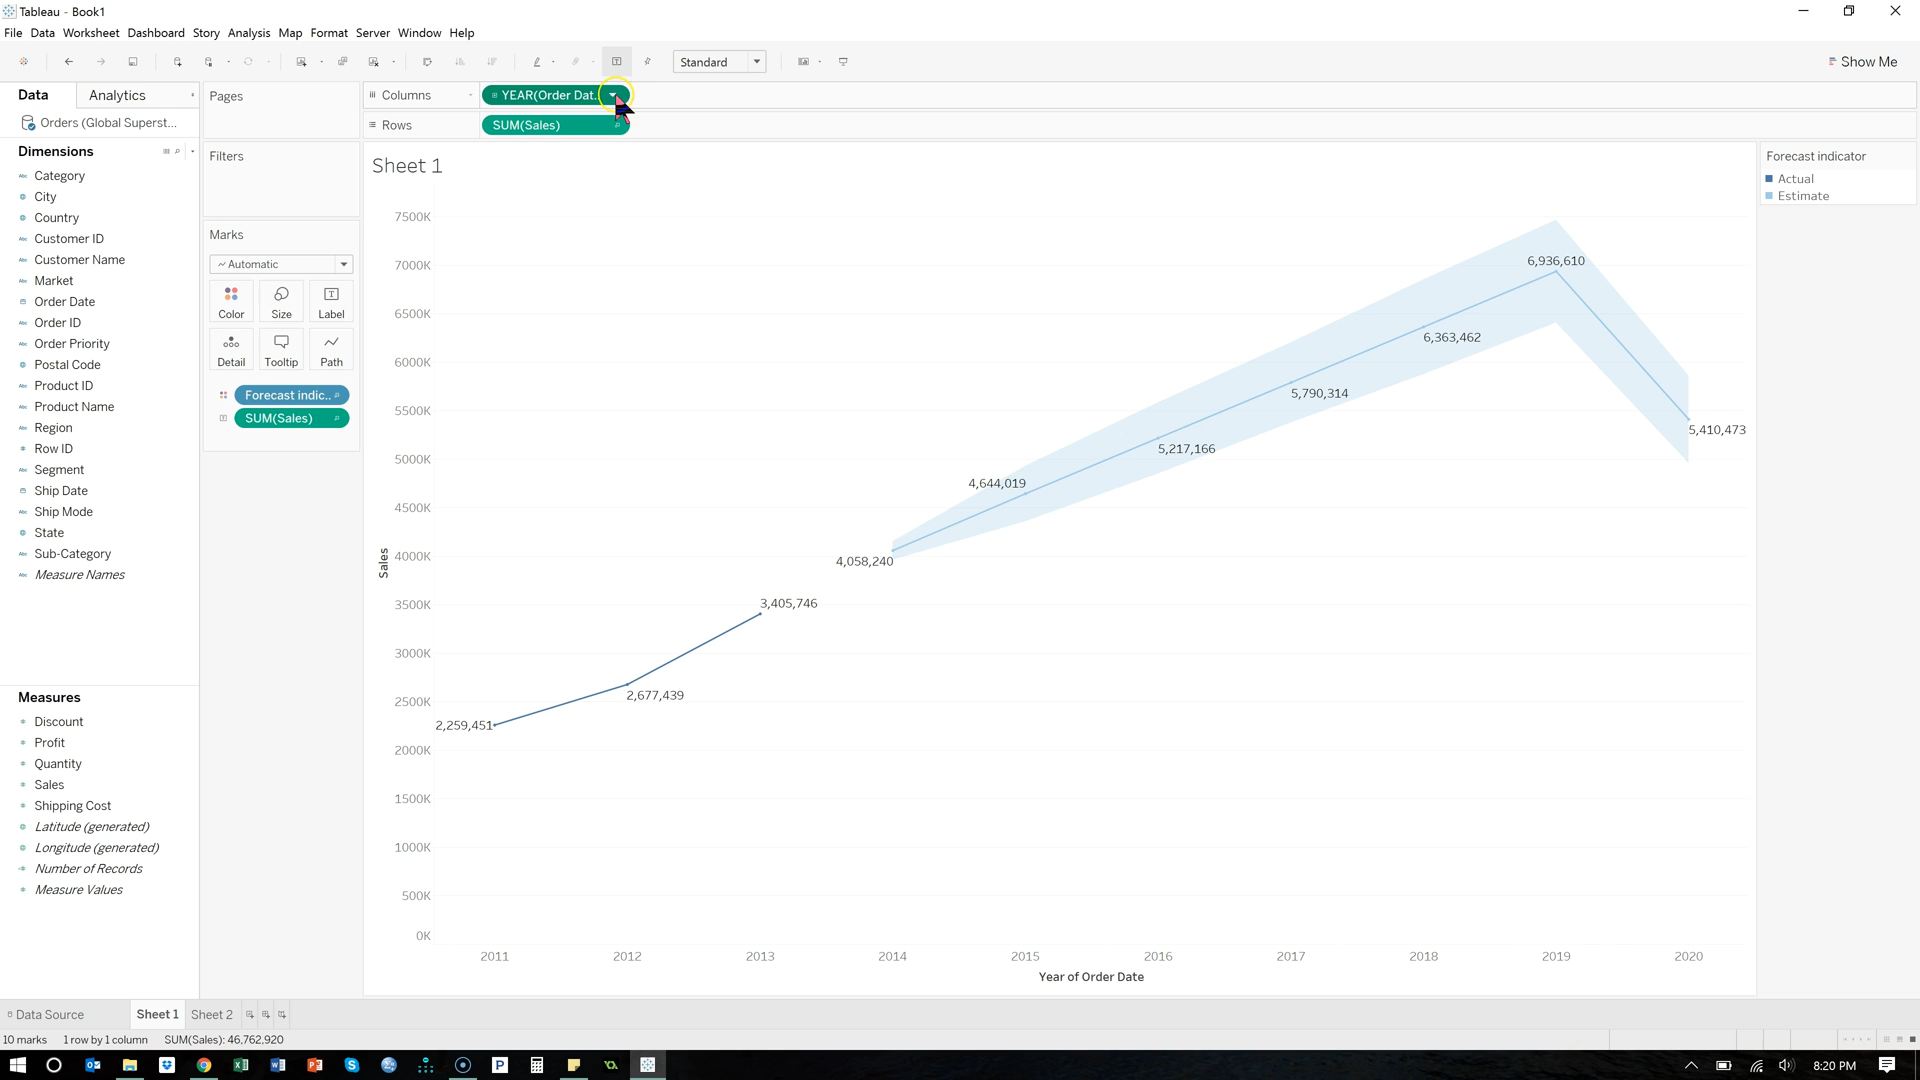 Tableau - Book1
File Data Worksheet Dashboard Story Analysis Map Format Server Window Help
Standard
Show Me
Data
Analytics
Orders (Global Superst...
Dimensions
Category
City
Country
Customer ID
Customer Name
Market
Order Date
Order ID
Order Priority
Postal Code
Product ID
Product Name
Region
Row ID
Segment
Ship Date
Ship Mode
State
Sub-Category
Measure Names
Measures
Discount
Profit
Quantity
Sales
Shipping Cost
Latitude (generated)
Longitude (generated)
Number of Records
Measure Values
Pages
Filters
Marks
Automatic
Color Size Label
Detail Tooltip Path
Forecast indic..
SUM(Sales)
Columns
YEAR(Order Dat..
Rows
SUM(Sales)
Sheet 1
7500K
7000K
6500K
6000K
5500K
5000K
4500K
4000K
3500K
3000K
2500K
2000K
1500K
1000K
500K
0K
Sales
2,259,451
2,677,439
3,405,746
4,058,240
4,644,019
5,217,166
5,790,314
6,363,462
6,936,610
5,410,473
2011 2012 2013 2014 2015 2016 2017 2018 2019 2020
Year of Order Date
Forecast indicator
Actual
Estimate
Data Source
Sheet 1
Sheet 2
10 marks 1 row by 1 column SUM(Sales): 46,762,920
8:20 PM